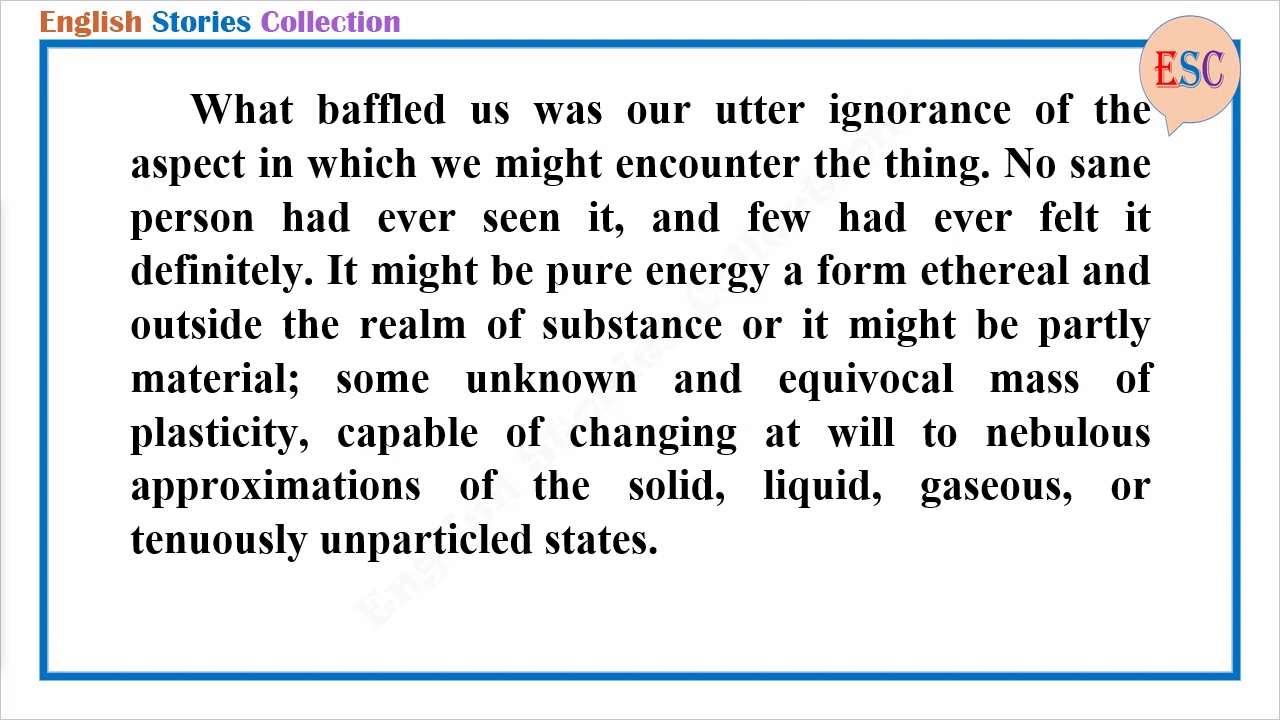 English Stories Collection
ESC
What baffled us was our utter ignorance of the
aspect in which we might encounter the thing. No sane
person had ever seen it, and few had ever felt it
definitely. It might be pure energy a form ethereal and
outside the realm of substance or it might be partly
material; some unknown and equivocal mass of
plasticity, capable of changing at will to nebulous
approximations of the solid, liquid, gaseous, or
tenuously unparticled states.
English Stories Collection